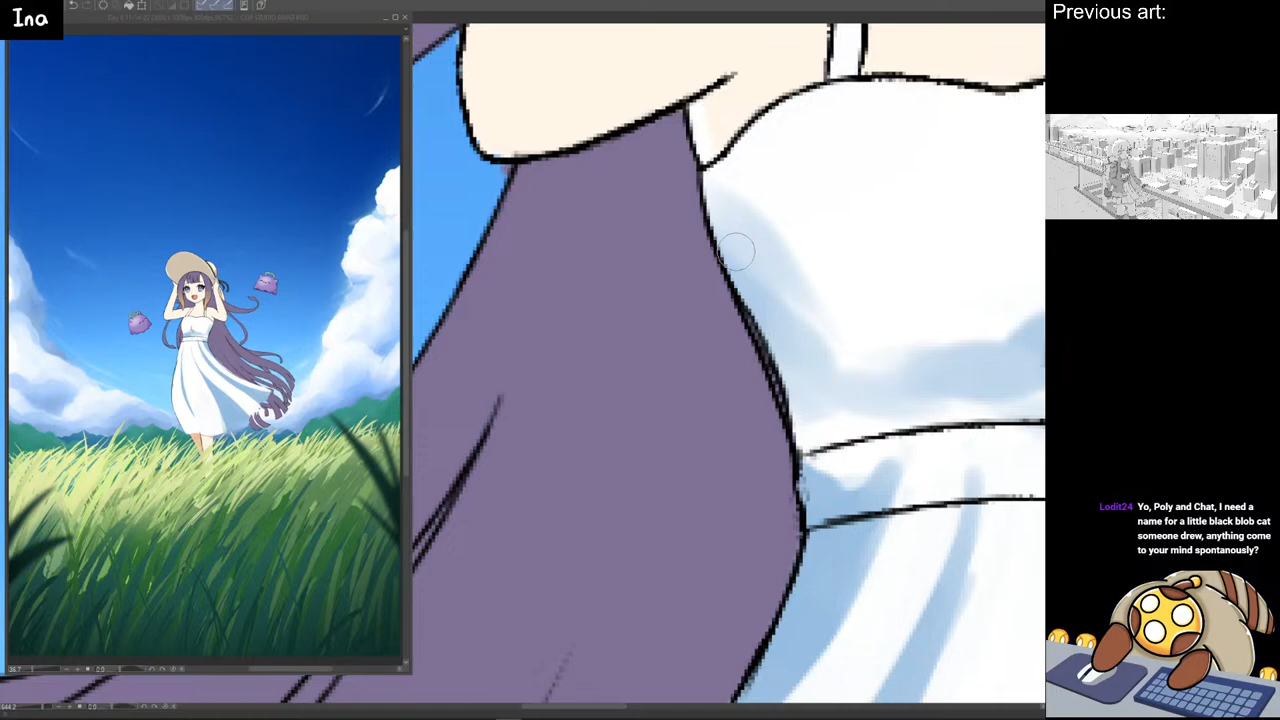 Ina
Previous art:
Lodit24 Yo, Poly and Chat, I need a
name for a little black blob cat
someone drew, anything come
to your mind spontanously?